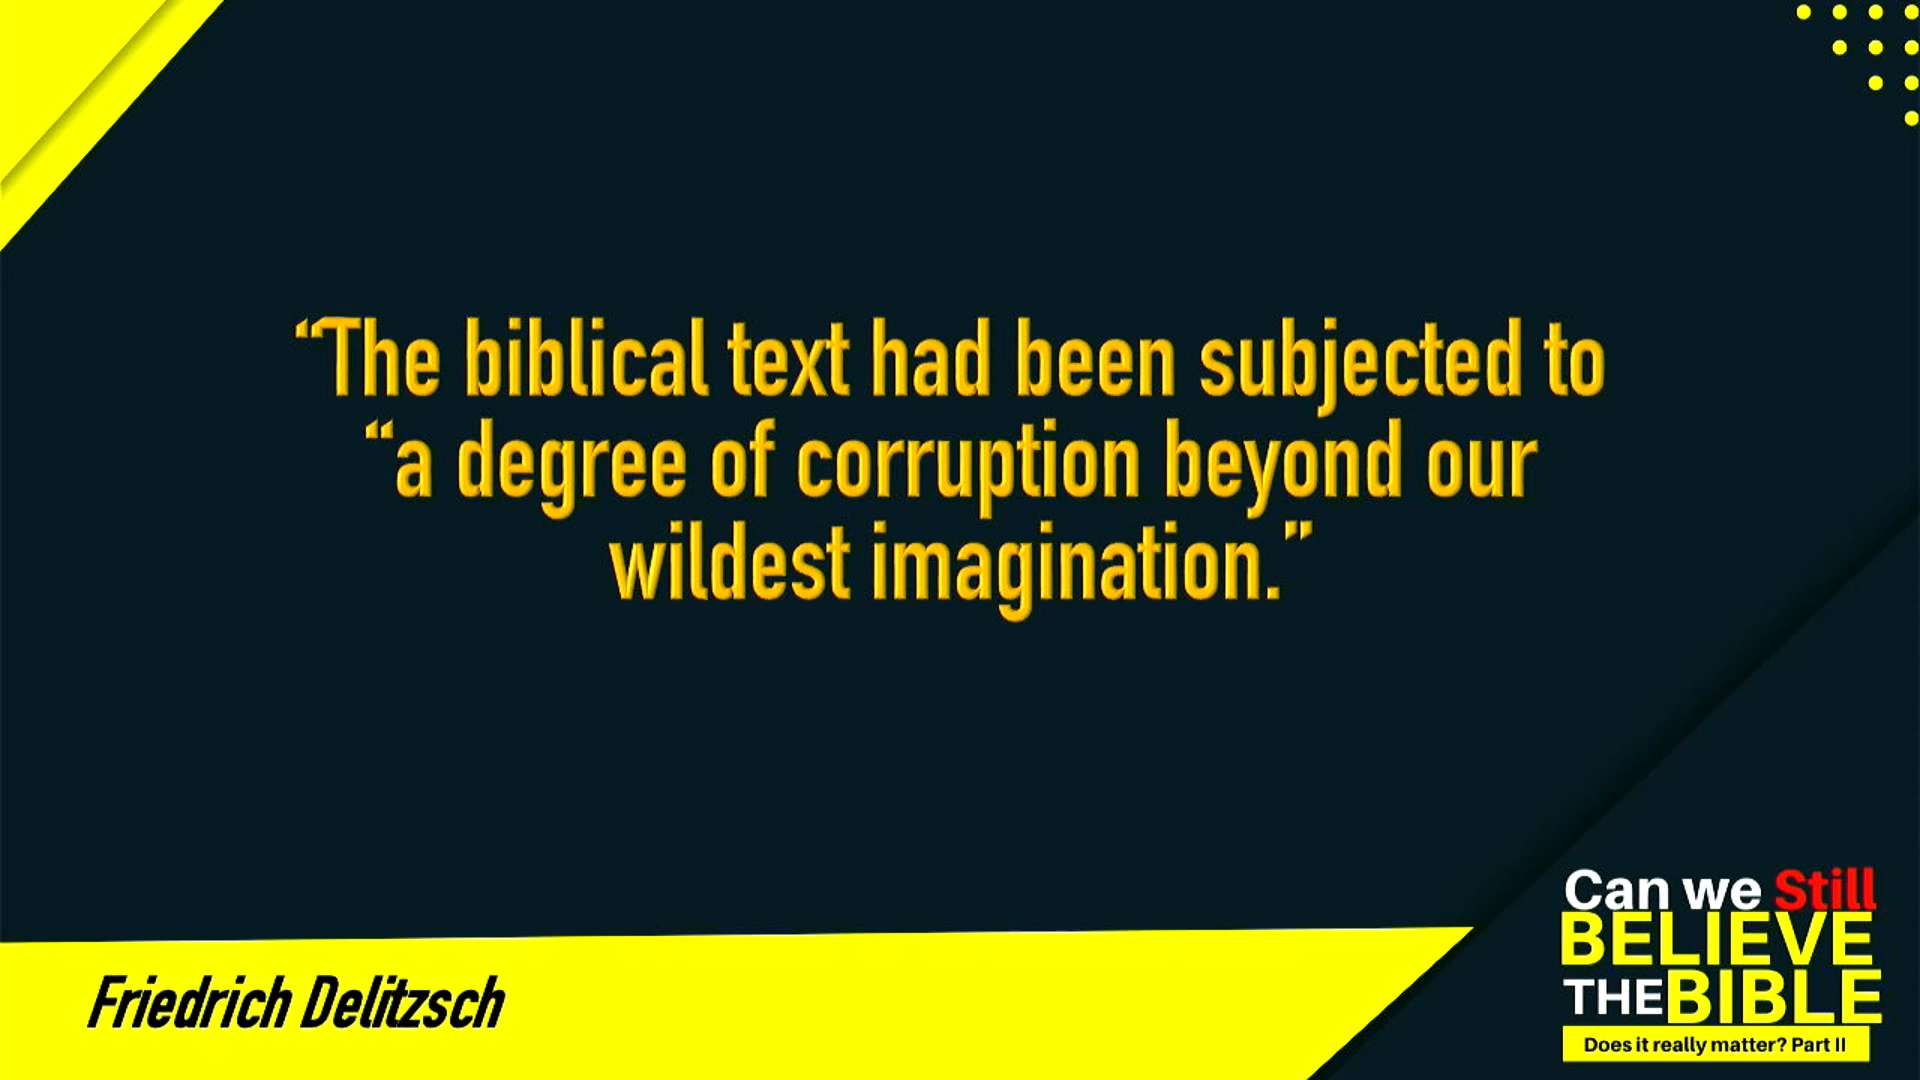 “The biblical text had been subjected to
“a degree of corruption beyond our
wildest imagination.”
Friedrich Delitzsch
Can we Still
BELIEVE
THE BIBLE
Does it really matter? Part II